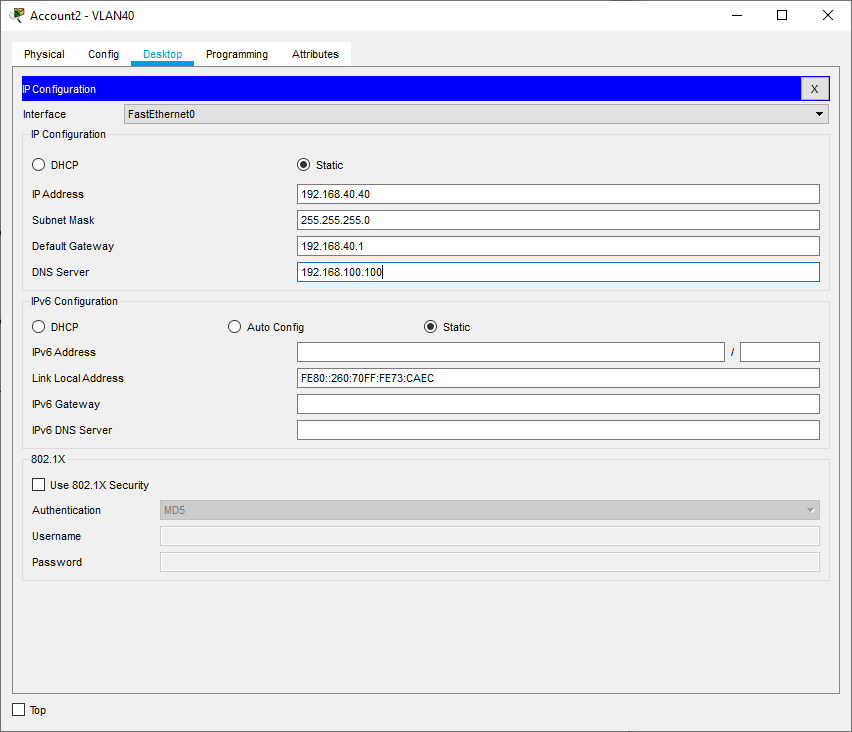 Account2 - VLAN40
Physical Config Desktop Programming Attributes
IP Configuration X
Interface FastEthernet0
IP Configuration
DHCP Static
IP Address 192.168.40.40
Subnet Mask 255.255.255.0
Default Gateway 192.168.40.1
DNS Server 192.168.100.100
IPv6 Configuration
DHCP Auto Config Static
IPv6 Address /
Link Local Address FE80::260:70FF:FE73:CAEC
IPv6 Gateway
IPv6 DNS Server
802.1X
Use 802.1X Security
Authentication MD5
Username
Password
Top